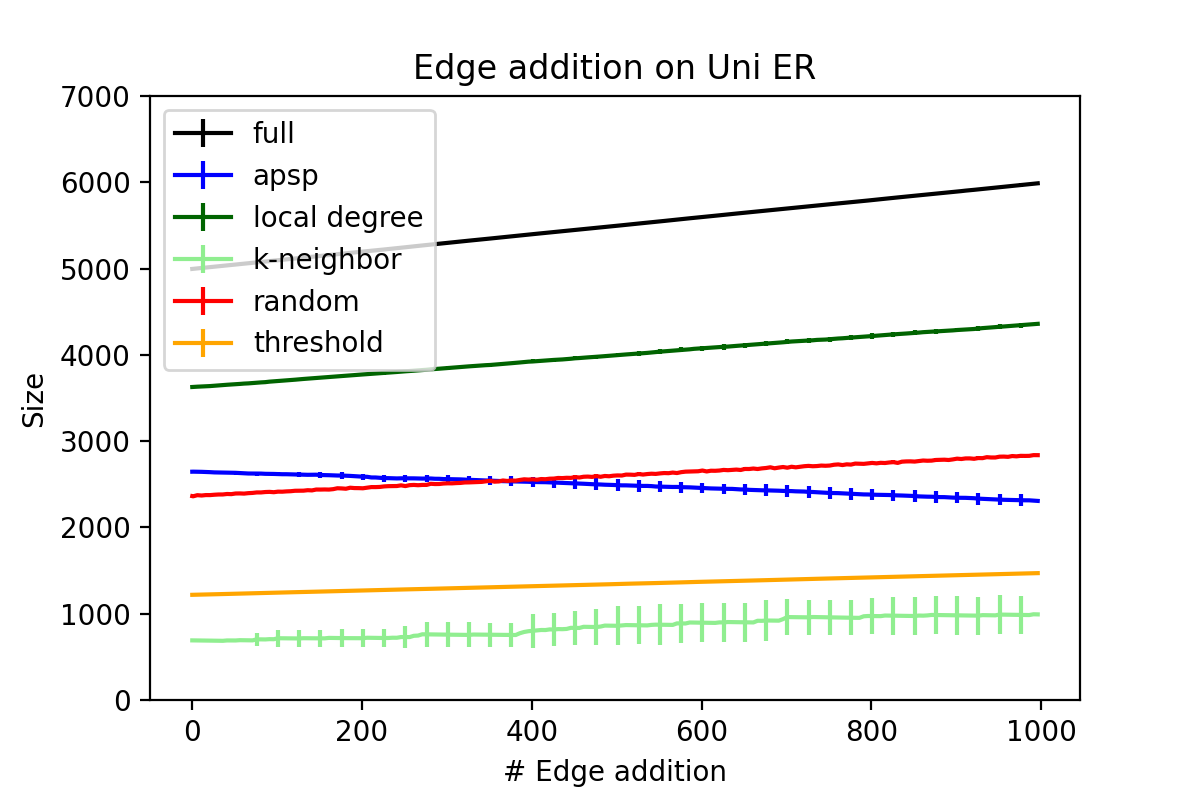 Edge addition on Uni ER
7000
6000
5000
4000
3000
2000
1000
0
Size
full
apsp
local degree
k-neighbor
random
threshold
0 200 400 600 800 1000
# Edge addition